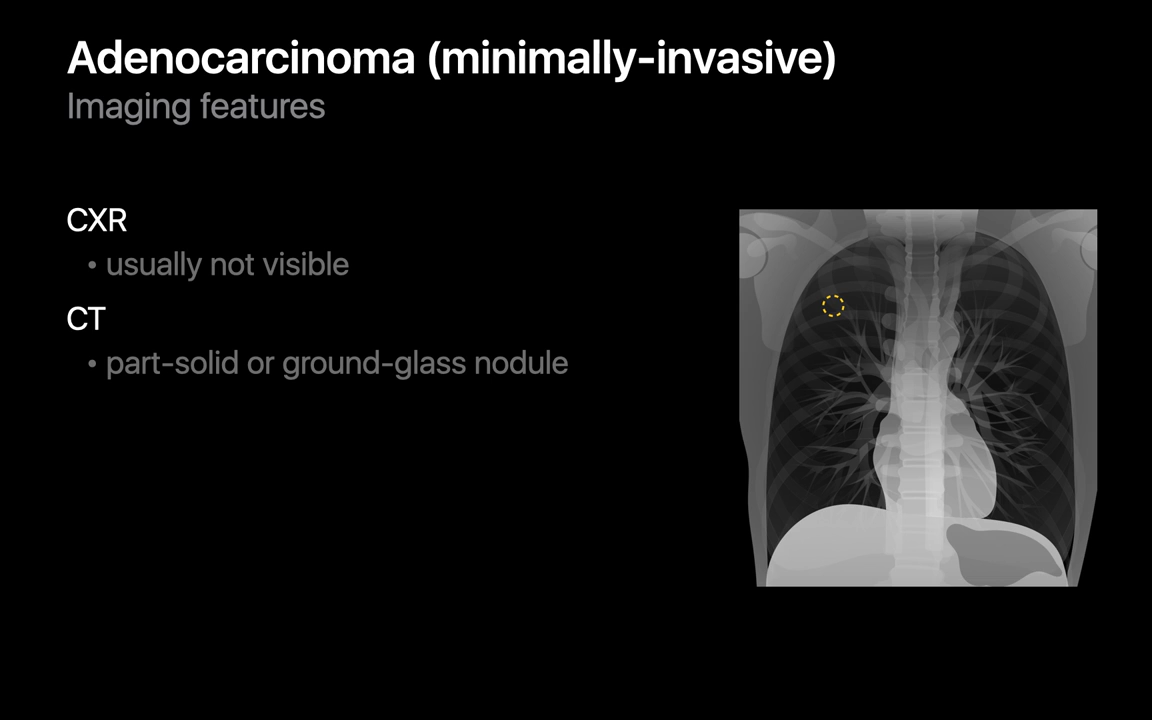 Adenocarcinoma (minimally-invasive)
Imaging features
CXR
• usually not visible
CT
• part-solid or ground-glass nodule